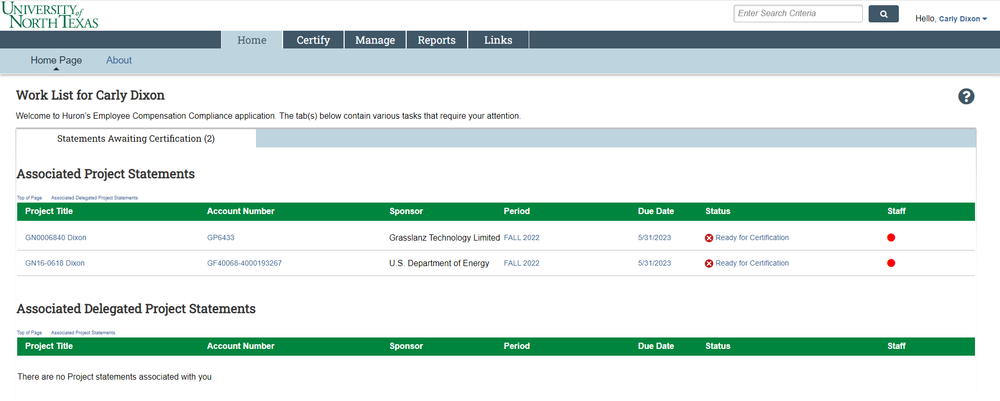 UNIVERSITY of
NORTH TEXAS
Enter Search Criteria
Hello, Carly Dixon
Home Certify Manage Reports Links
Home Page About
Work List for Carly Dixon
Welcome to Huron's Employee Compensation Compliance application. The tab(s) below contain various tasks that require your attention.
Statements Awaiting Certification (2)
Associated Project Statements
Top of Page Associated Delegated Project Statements
Project Title Account Number Sponsor Period Due Date Status Staff
GN0006840 Dixon GP6433 Grasslanz Technology Limited FALL 2022 5/31/2023 Ready for Certification
GN16-0618 Dixon GF40068-4000193267 U.S. Department of Energy FALL 2022 5/31/2023 Ready for Certification
Associated Delegated Project Statements
Top of Page Associated Project Statements
Project Title Account Number Sponsor Period Due Date Status Staff
There are no Project statements associated with you